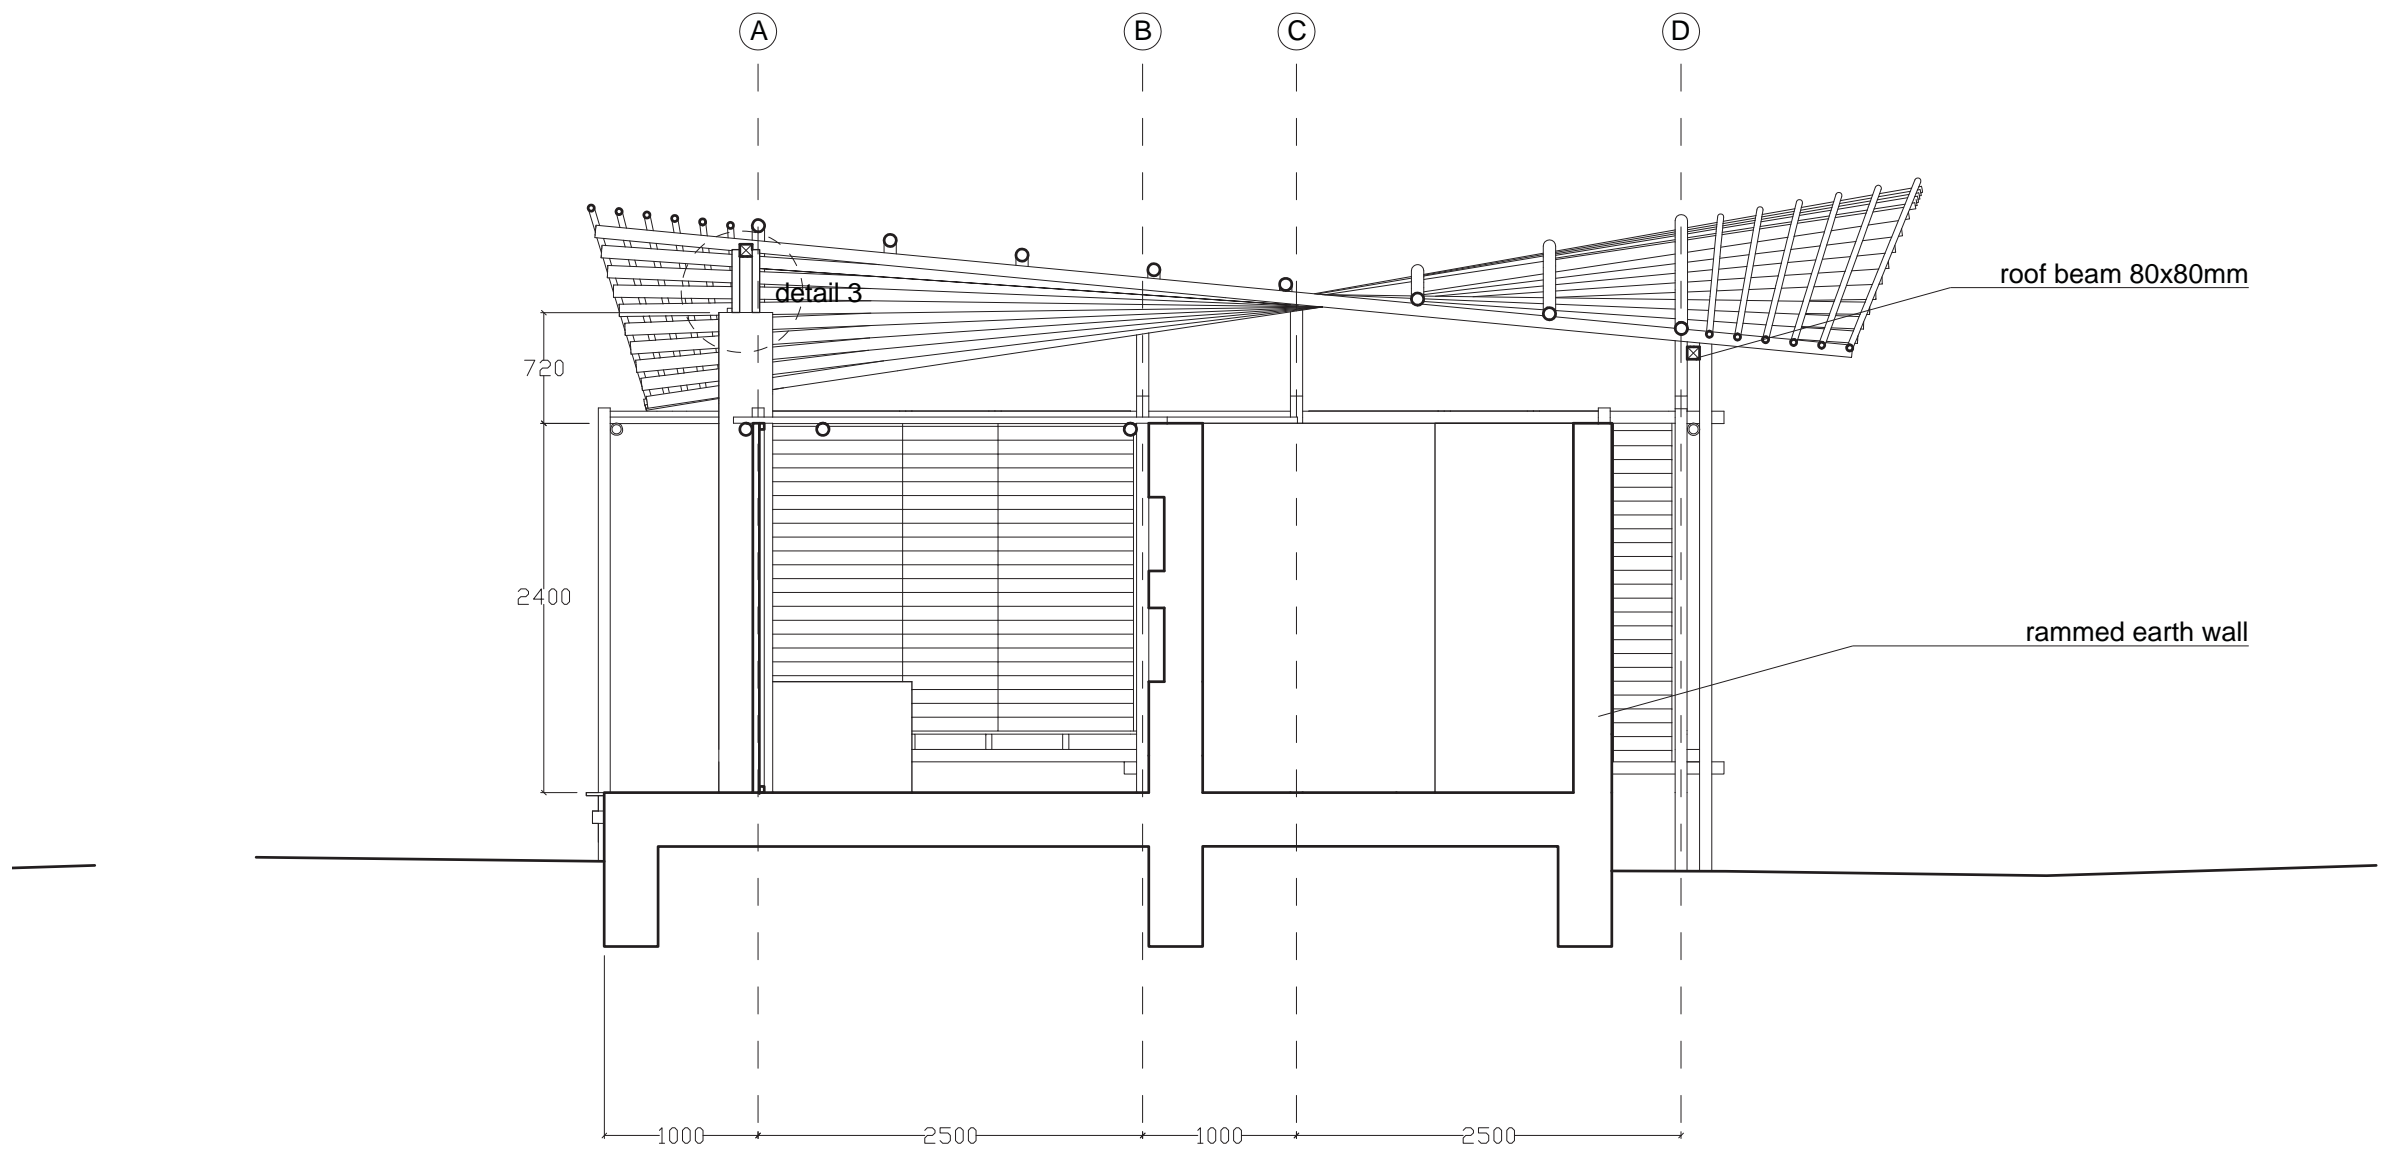 A
B
C
D
roof beam 80x80mm
detail 3
720
2400
rammed earth wall
1000
2500
1000
2500